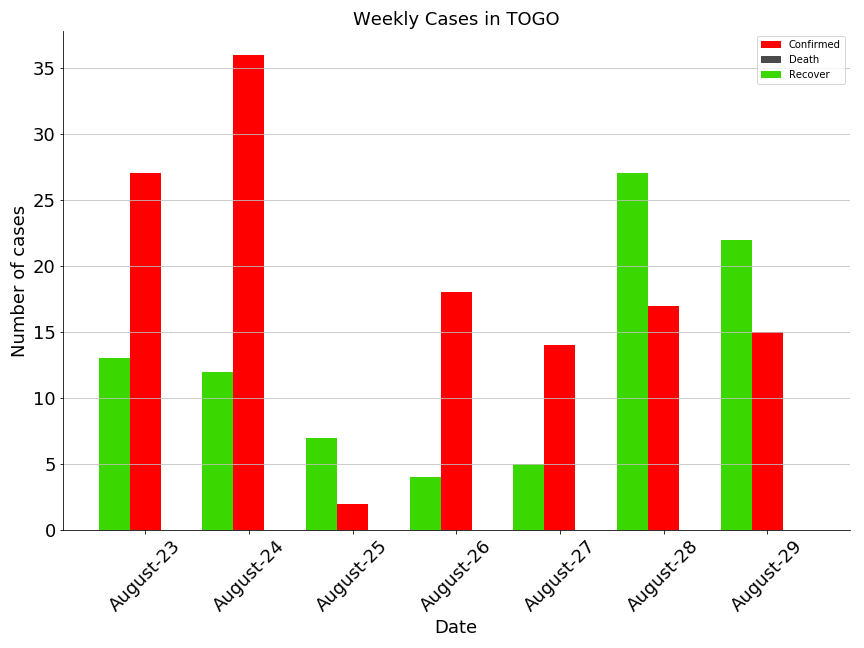 Weekly Cases in TOGO
Confirmed
Death
Recover
Number of cases
35
30
25
20
15
10
5
0
August-23
August-24
August-25
August-26
August-27
August-28
August-29
Date